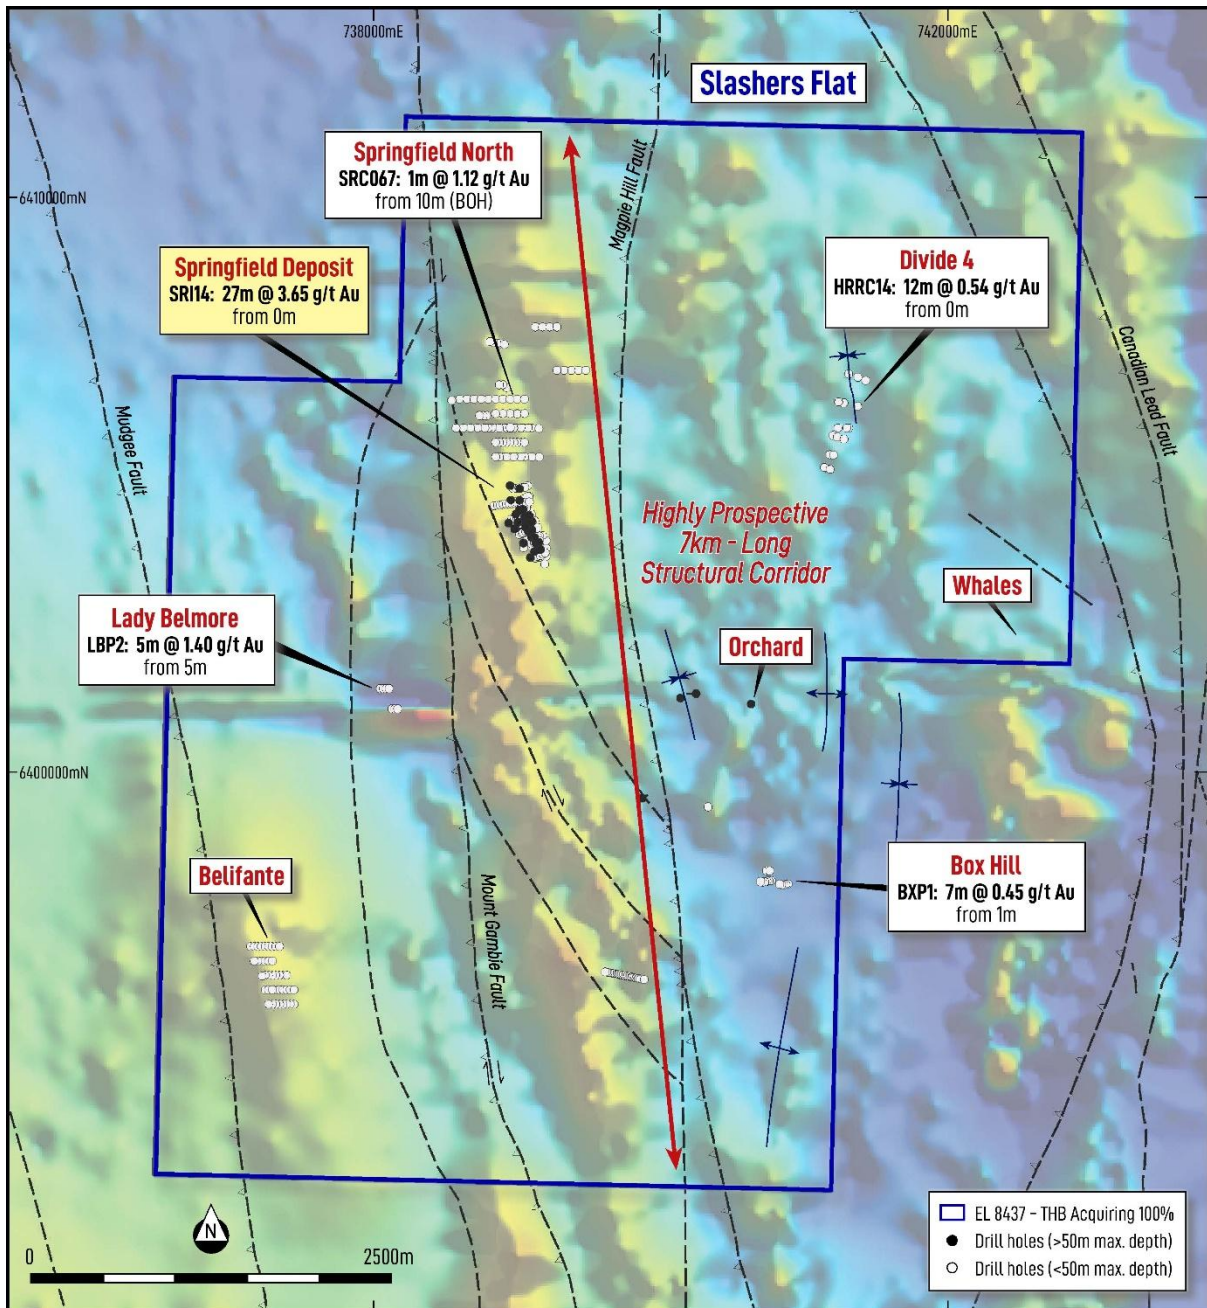 738000mE
742000mE
Slashers Flat
Springfield North
SRC067: 1m @ 1.12 g/t Au
from 10m (BOH)
Magpie Hill Fault
6410000mN
Springfield Deposit
SRI14: 27m @ 3.65 g/t Au
from 0m
Divide 4
HRRC14: 12m @ 0.54 g/t Au
from 0m
Canadian Lead Fault
Mudgee Fault
Highly Prospective
7km - Long
Structural Corridor
Whales
Lady Belmore
LBP2: 5m @ 1.40 g/t Au
from 5m
Orchard
6400000mN
Belifante
Box Hill
BXP1: 7m @ 0.45 g/t Au
from 1m
Mount Gambie Fault
N
0 2500m
EL 8437 - THB Acquiring 100%
Drill holes (>50m max. depth)
Drill holes (<50m max. depth)